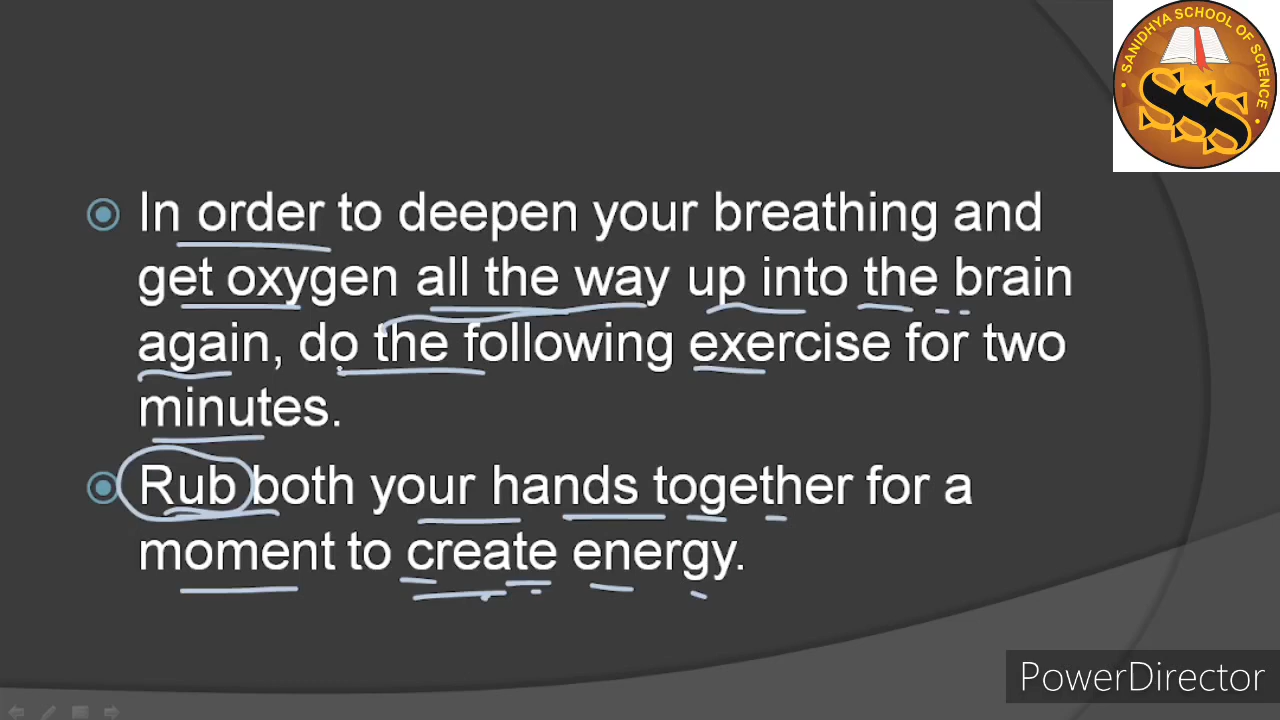 SANIDHYA SCHOOL OF SCIENCE
SSS
In order to deepen your breathing and
get oxygen all the way up into the brain
again, do the following exercise for two
minutes.
Rub both your hands together for a
moment to create energy.
PowerDirector